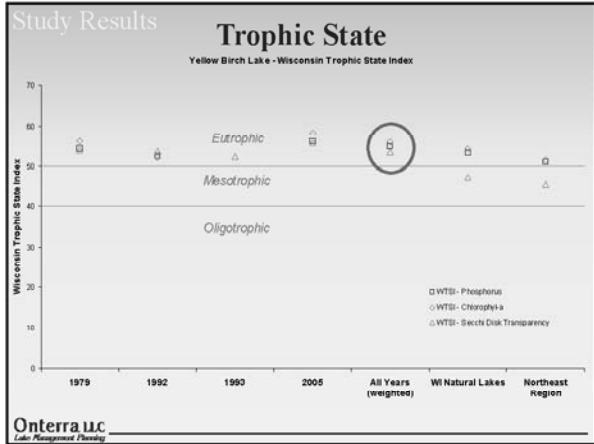 Study Results
Trophic State
Yellow Birch Lake - Wisconsin Trophic State Index
Wisconsin Trophic State Index
70
60
50
40
30
20
10
0
Eutrophic
Mesotrophic
Oligotrophic
WTSI - Phosphorus
WTSI - Chlorophyl-a
WTSI - Secchi Disk Transparency
1979 1992 1993 2005 All Years WI Natural Lakes Northeast
(weighted) Region
Onterra LLC
Lake Management Planning